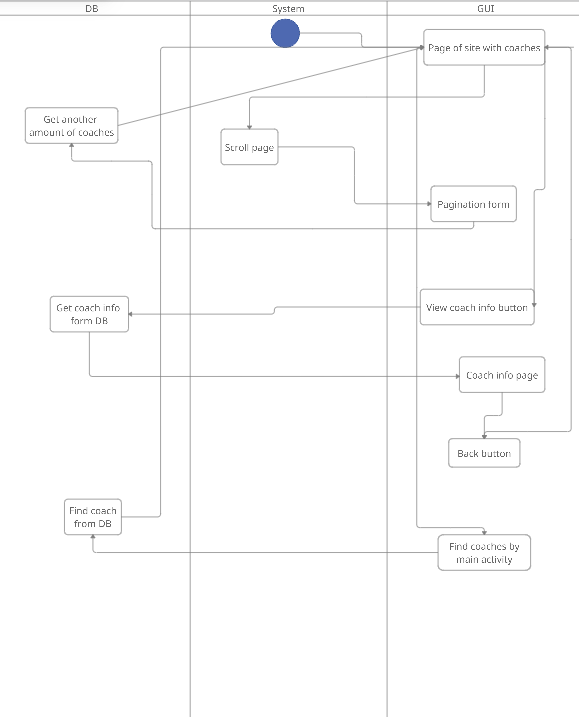 DB
System
GUI
Page of site with coaches
Get another
amount of coaches
Scroll page
Pagination form
Get coach info
form DB
View coach info button
Coach info page
Back button
Find coach
from DB
Find coaches by
main activity